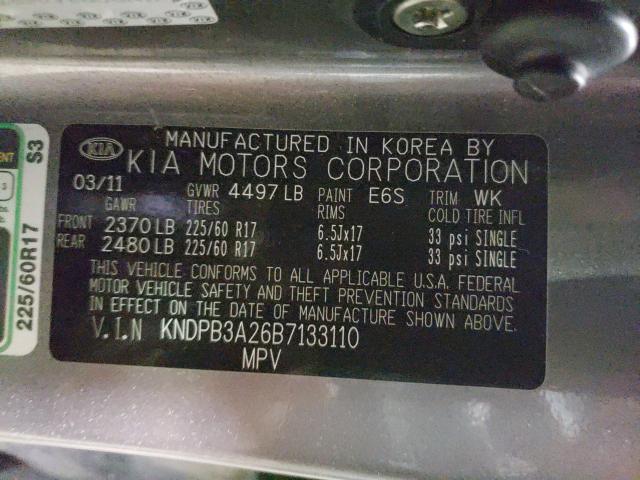 KIA MANUFACTURED IN KOREA BY
KIA MOTORS CORPORATION
03/11 GVWR 4497 LB PAINT E6S TRIM WK
GAWR TIRES RIMS COLD TIRE INFL
FRONT 2370 LB 225/60 R17 6.5Jx17 33 psi SINGLE
REAR 2480 LB 225/60 R17 6.5Jx17 33 psi SINGLE
THIS VEHICLE CONFORMS TO ALL APPLICABLE U.S.A. FEDERAL
MOTOR VEHICLE SAFETY AND THEFT PREVENTION STANDARDS
IN EFFECT ON THE DATE OF MANUFACTURE SHOWN ABOVE.
V.I.N KNDPB3A26B7133110
MPV
225/60R17 S3